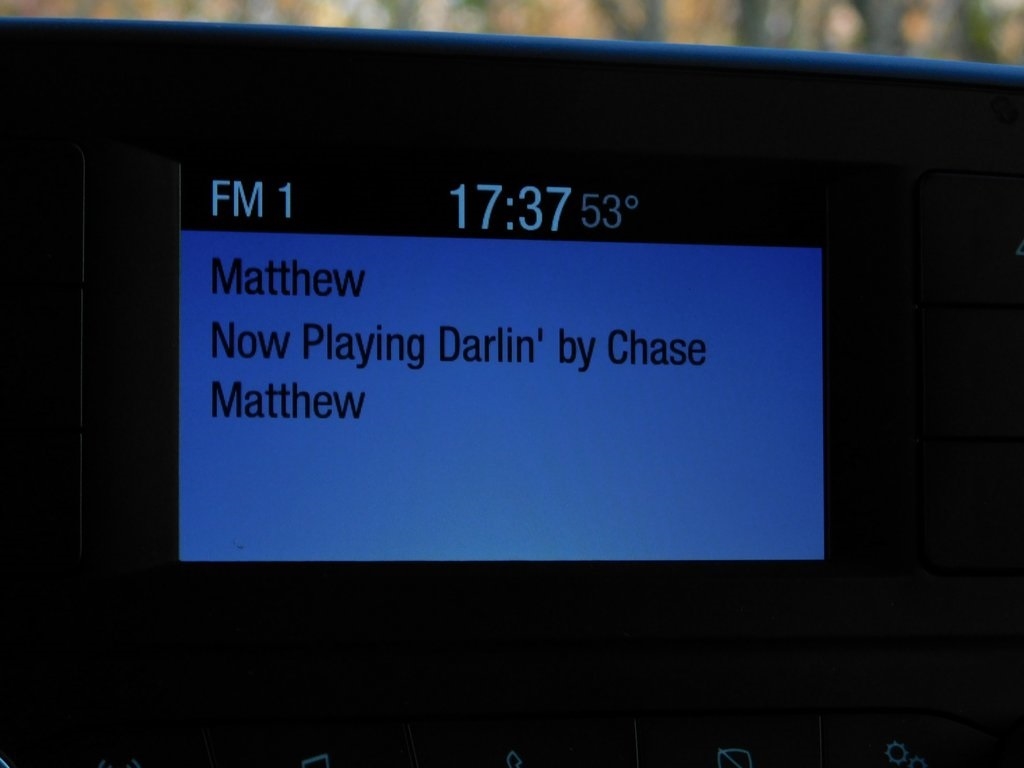 FM 1 17:37 53°
Matthew
Now Playing Darlin' by Chase
Matthew